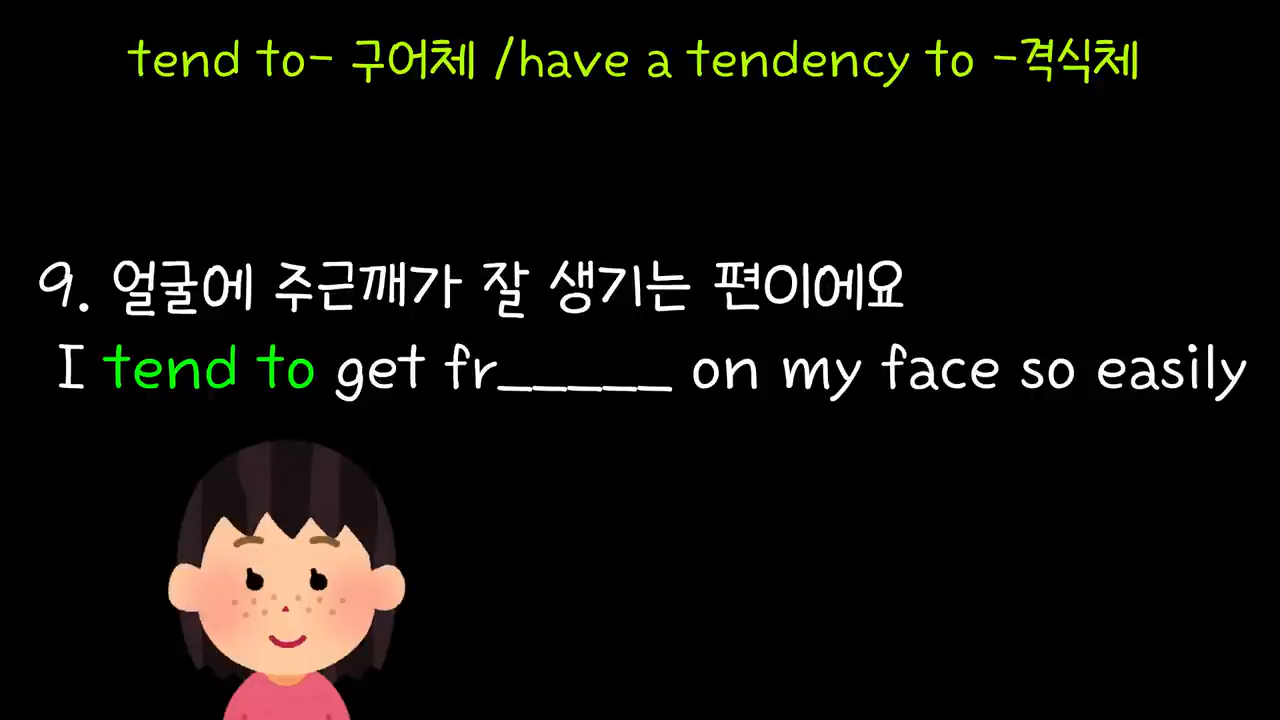 tend to- 구어체 /have a tendency to -격식체
9. 얼굴에 주근깨가 잘 생기는 편이에요
I tend to get fr_____ on my face so easily